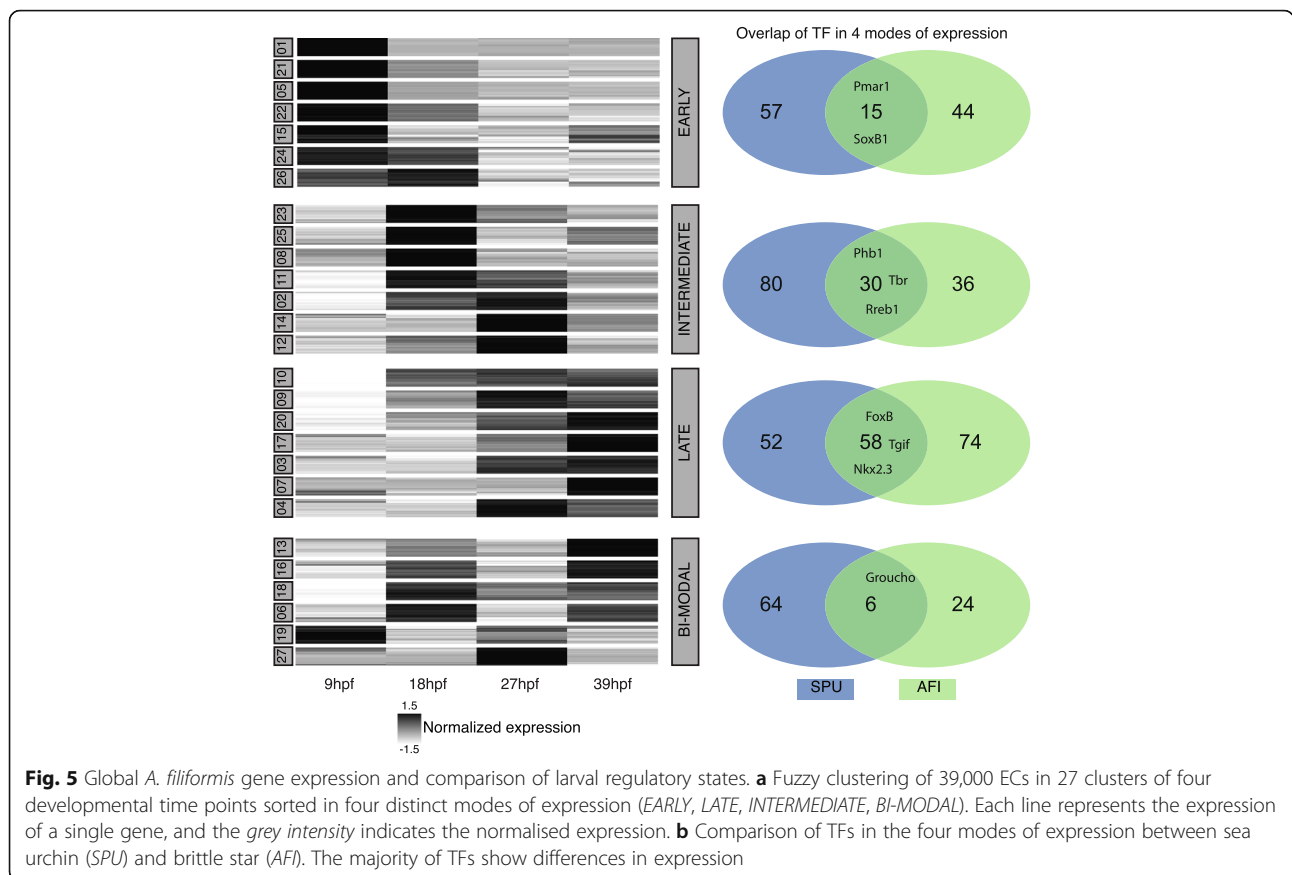 Overlap of TF in 4 modes of expression
01
21
05
22
15
24
26
EARLY
Pmar1
57 15 44
SoxB1
23
25
08
11
02
14
12
INTERMEDIATE
Phb1
80 30 Tbr 36
Rreb1
10
09
20
17
03
07
04
LATE
FoxB
52 58 Tgif 74
Nkx2.3
13
16
18
06
19
27
BI-MODAL
Groucho
64 6 24
9hpf 18hpf 27hpf 39hpf
SPU AFI
1.5
Normalized expression
-1.5
Fig. 5 Global A. filiformis gene expression and comparison of larval regulatory states. a Fuzzy clustering of 39,000 ECs in 27 clusters of four
developmental time points sorted in four distinct modes of expression (EARLY, LATE, INTERMEDIATE, BI-MODAL). Each line represents the expression
of a single gene, and the grey intensity indicates the normalised expression. b Comparison of TFs in the four modes of expression between sea
urchin (SPU) and brittle star (AFI). The majority of TFs show differences in expression